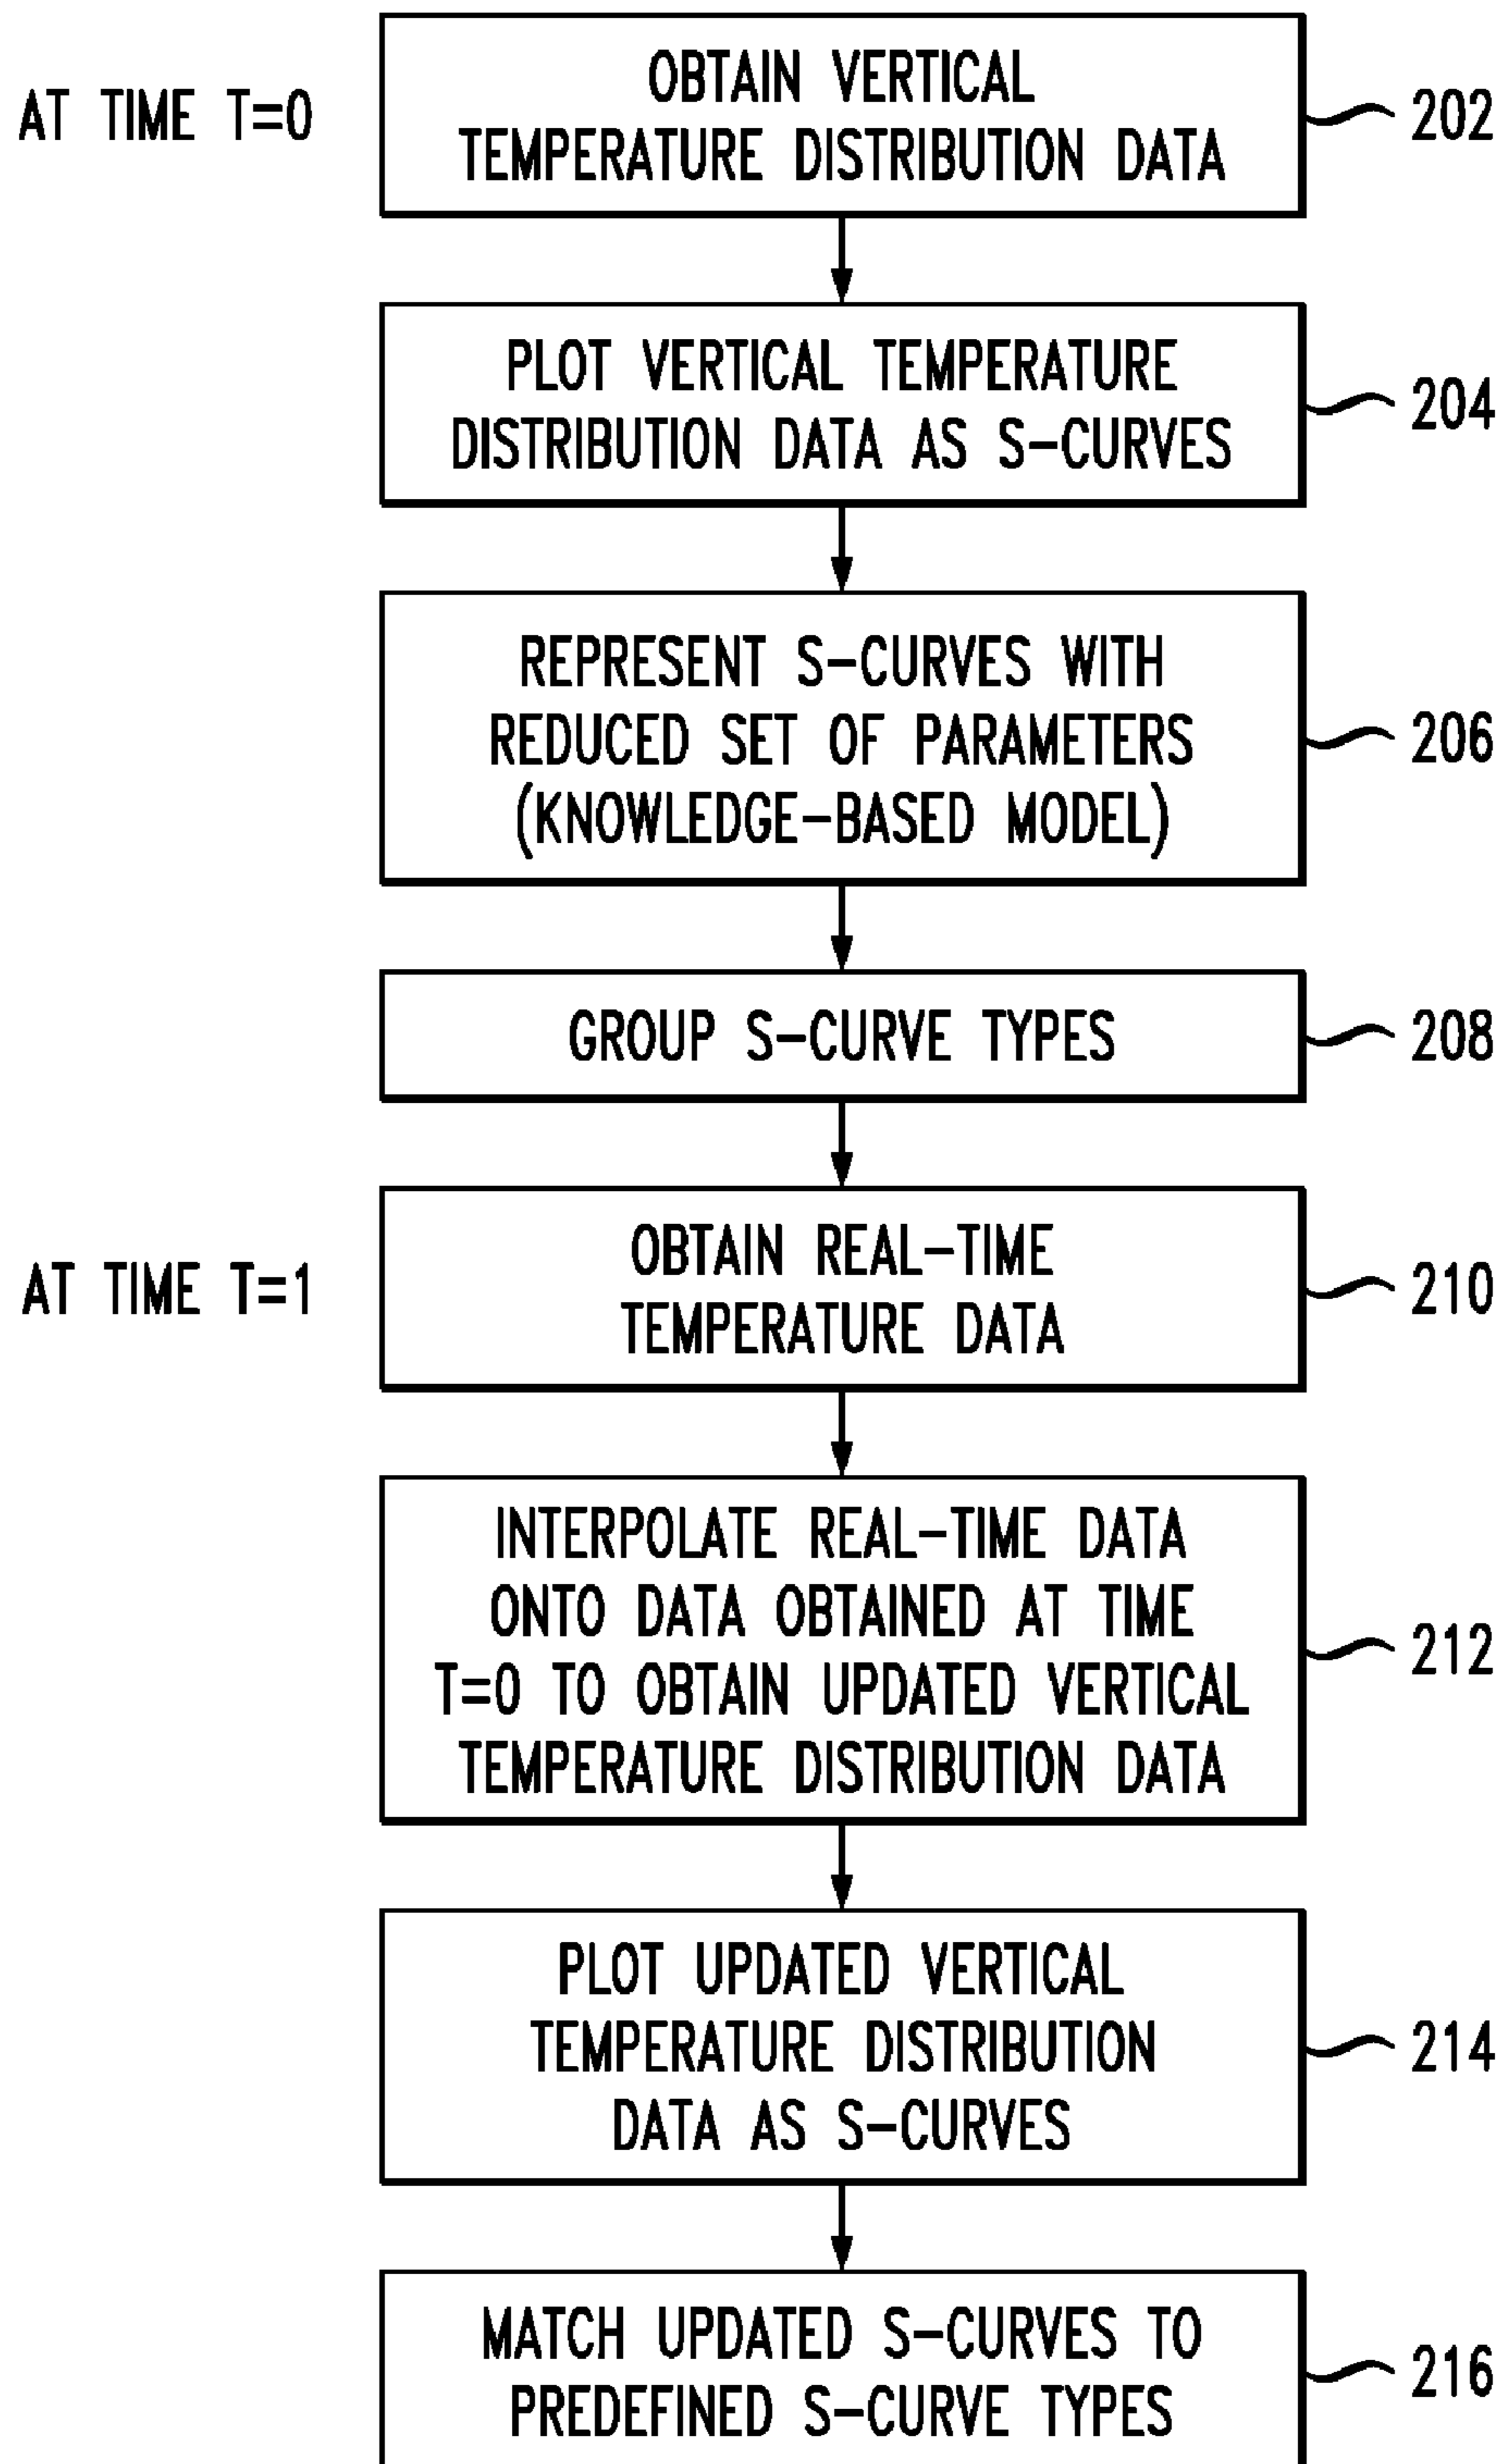 AT TIME T=0
OBTAIN VERTICAL
TEMPERATURE DISTRIBUTION DATA
202
PLOT VERTICAL TEMPERATURE
DISTRIBUTION DATA AS S-CURVES
204
REPRESENT S-CURVES WITH
REDUCED SET OF PARAMETERS
(KNOWLEDGE-BASED MODEL)
206
GROUP S-CURVE TYPES
208
AT TIME T=1
OBTAIN REAL-TIME
TEMPERATURE DATA
210
INTERPOLATE REAL-TIME DATA
ONTO DATA OBTAINED AT TIME
T=0 TO OBTAIN UPDATED VERTICAL
TEMPERATURE DISTRIBUTION DATA
212
PLOT UPDATED VERTICAL
TEMPERATURE DISTRIBUTION
DATA AS S-CURVES
214
MATCH UPDATED S-CURVES TO
PREDEFINED S-CURVE TYPES
216